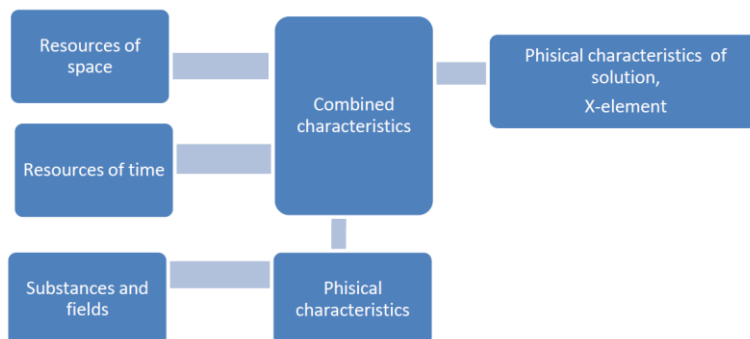 Resources of
space
Combined
characteristics
Phisical characteristics of
solution,
X-element
Resources of time
Substances and
fields
Phisical
characteristics